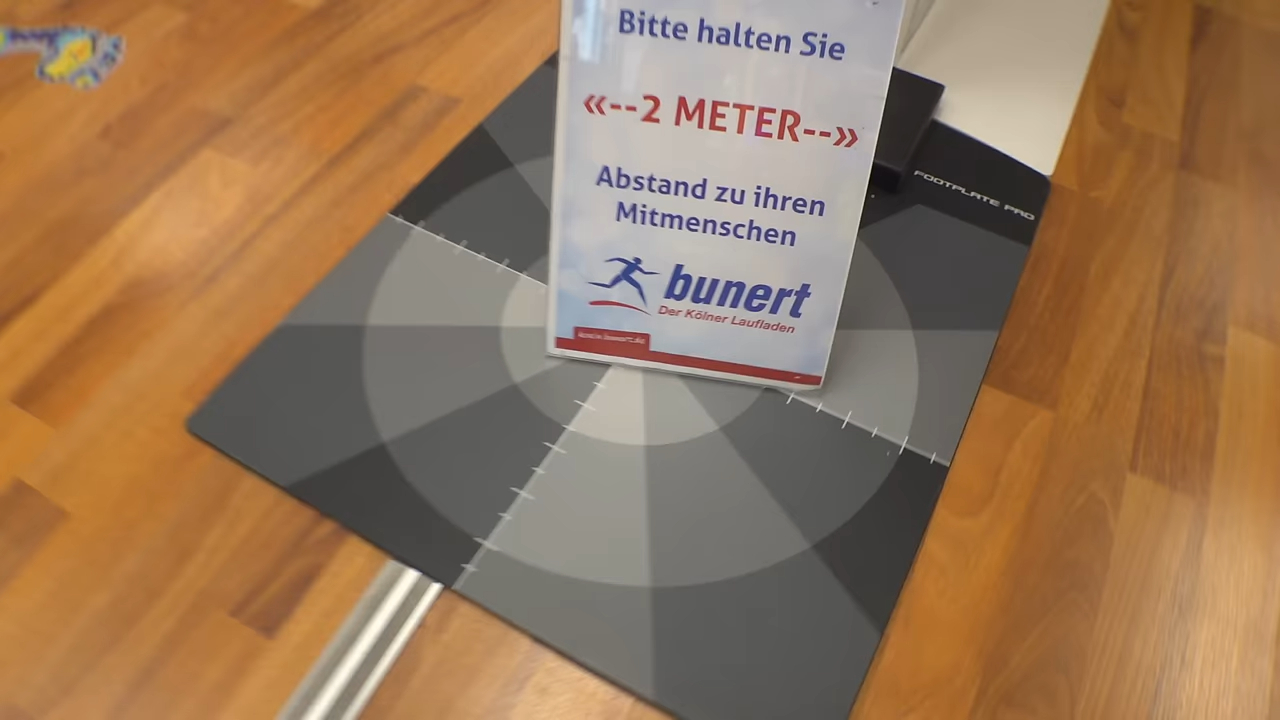 Bitte halten Sie
«--2 METER--»
Abstand zu ihren
Mitmenschen
bunert
Der Kölner Laufladen
FOOTPLATE PRO